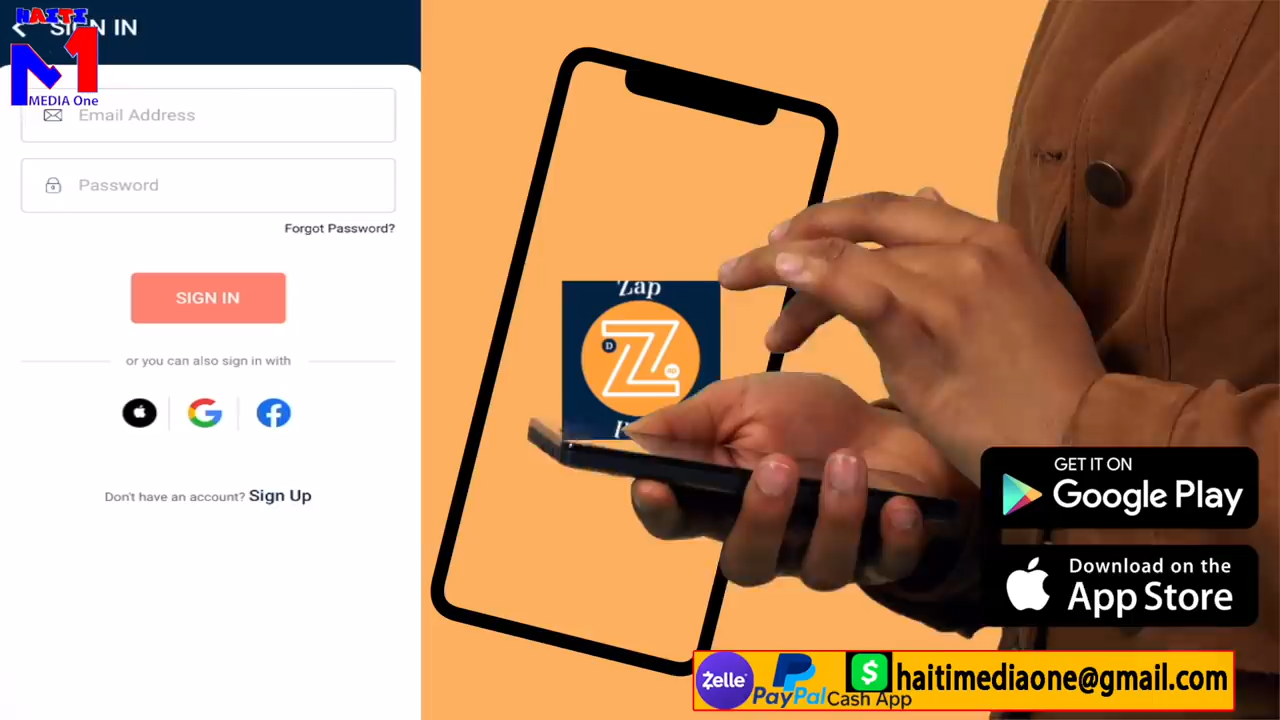 HAITI
M1
MEDIA One
SIGN IN
Email Address
Password
Forgot Password?
SIGN IN
or you can also sign in with
Don't have an account? Sign Up
Zap
D
Z
GET IT ON
Google Play
Download on the
App Store
Zelle
PayPal
$
Cash App
haitimediaone@gmail.com